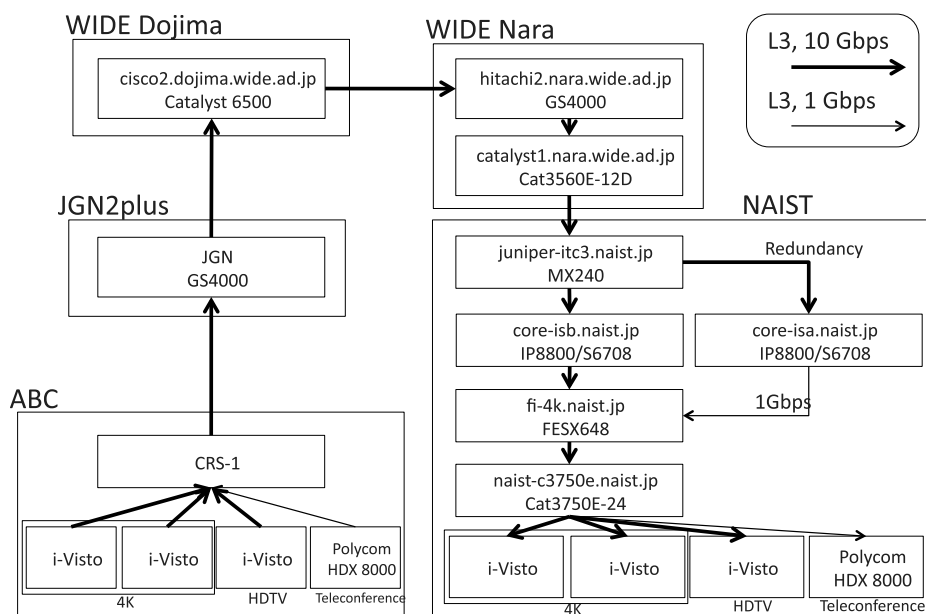 WIDE Dojima
cisco2.dojima.wide.ad.jp
Catalyst 6500
WIDE Nara
hitachi2.nara.wide.ad.jp
GS4000
catalyst1.nara.wide.ad.jp
Cat3560E-12D
L3, 10 Gbps
L3, 1 Gbps
JGN2plus
JGN
GS4000
NAIST
juniper-itc3.naist.jp
MX240
Redundancy
core-isb.naist.jp
IP8800/S6708
core-isa.naist.jp
IP8800/S6708
1Gbps
fi-4k.naist.jp
FESX648
naist-c3750e.naist.jp
Cat3750E-24
ABC
CRS-1
i-Visto
i-Visto
i-Visto
Polycom
HDX 8000
4K
HDTV
Teleconference
i-Visto
i-Visto
i-Visto
Polycom
HDX 8000
4K
HDTV
Teleconference